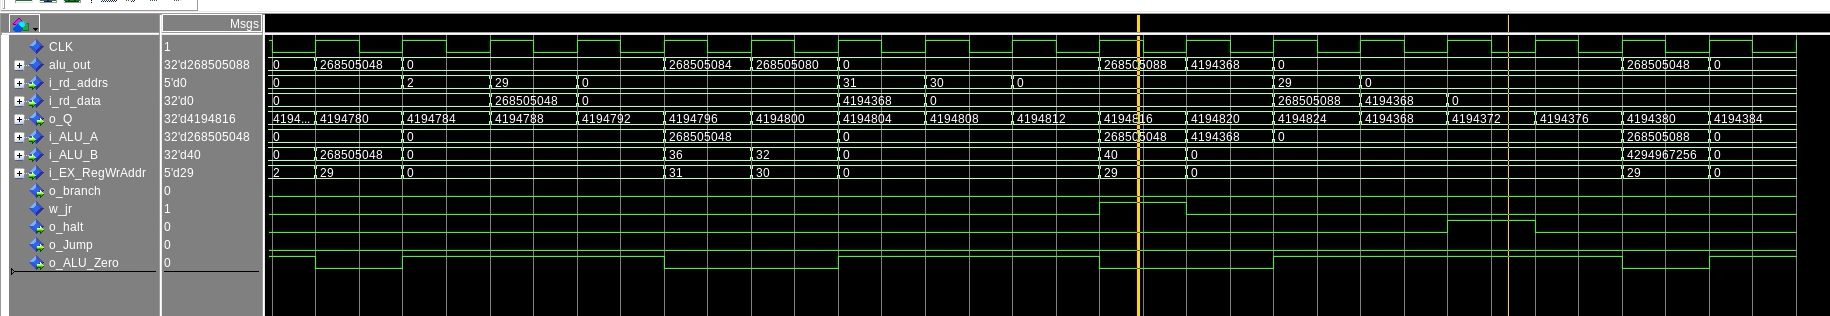 Msgs
CLK 1
alu_out 32'd268505088 0 268505048 0 268505084 268505080 0 268505088 4194368 0 268505048 0
i_rd_addrs 5'd0 0 2 29 0 31 30 0 29 0
i_rd_data 32'd0 0 268505048 0 4194368 0 268505088 4194368 0
o_Q 32'd4194816 4194... 4194780 4194784 4194788 4194792 4194796 4194800 4194804 4194808 4194812 4194816 4194820 4194824 4194368 4194372 4194376 4194380 4194384
i_ALU_A 32'd268505048 0 0 268505048 0 268505048 4194368 0 268505088 0
i_ALU_B 32'd40 0 268505048 0 36 32 0 40 0 4294967256 0
i_EX_RegWrAddr 5'd29 2 29 0 31 30 0 29 0 29 0
o_branch 0
w_jr 1
o_halt 0
o_Jump 0
o_ALU_Zero 0